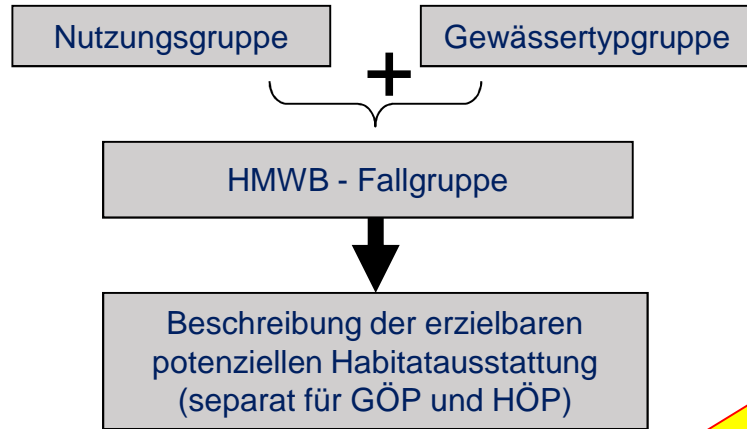 Nutzungsgruppe
+
Gewässertypgruppe
HMWB - Fallgruppe
Beschreibung der erzielbaren
potenziellen Habitatausstattung
(separat für GÖP und HÖP)